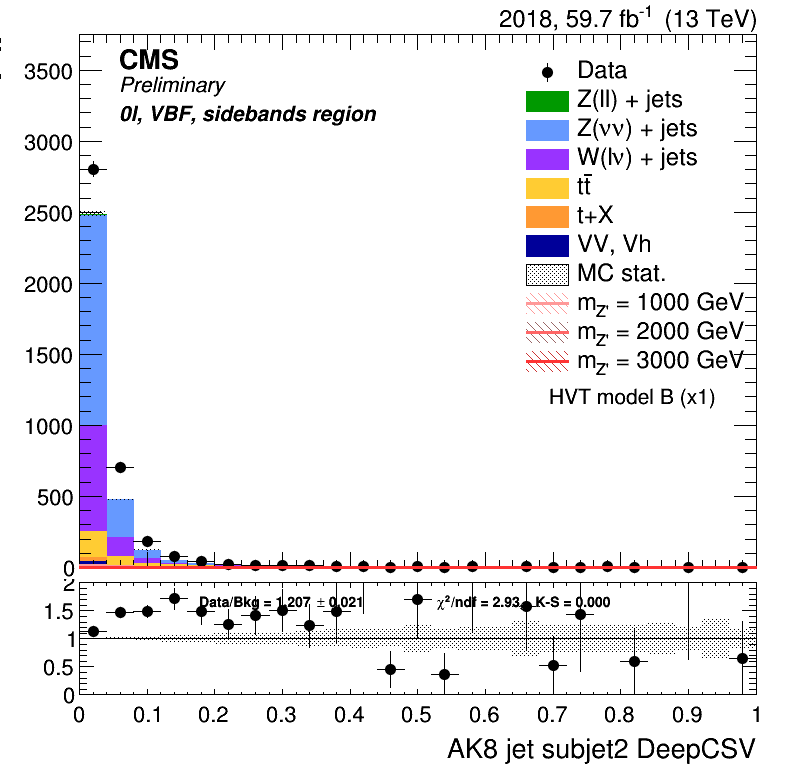 2018, 59.7 fb⁻¹ (13 TeV)
CMS
Preliminary
0l, VBF, sidebands region
Data
Z(ll) + jets
Z(νν) + jets
W(lν) + jets
tt̄
t+X
VV, Vh
MC stat.
m_Z' = 1000 GeV
m_Z' = 2000 GeV
m_Z' = 3000 GeV
HVT model B (x1)
3500
3000
2500
2000
1500
1000
500
0
Data/Bkg = 1.207 ± 0.021 χ²/ndf = 2.93, K-S = 0.000
2
1.5
1
0.5
0
0 0.1 0.2 0.3 0.4 0.5 0.6 0.7 0.8 0.9 1
AK8 jet subjet2 DeepCSV